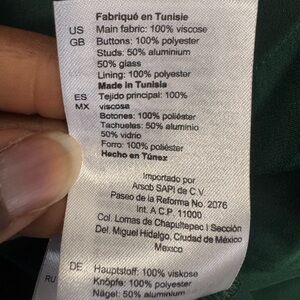 Fabriqué en Tunisie
US Main fabric: 100% viscose
GB Buttons: 100% polyester
Studs: 50% aluminium
50% glass
Lining: 100% polyester
Made in Tunisia
ES Tejido principal: 100%
MX viscosa
Botones: 100% poliéster
Tachuelas: 50% aluminio
50% vidrio
Forro: 100% poliéster
Hecho en Túnez
Importado por
Arsob SAPI de C.V.
Paseo de la Reforma No. 2076
Int. A C.P. 11000
Col. Lomas de Chapultepec I Sección
Del. Miguel Hidalgo, Ciudad de México
México
DE Hauptstoff: 100% viskose
Knöpfe: 100% polyester
Nägel: 50% aluminium
RU